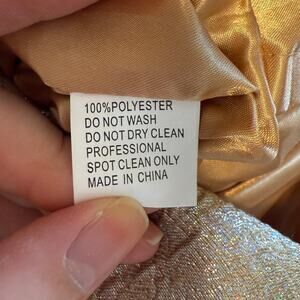 100%POLYESTER
DO NOT WASH
DO NOT DRY CLEAN
PROFESSIONAL
SPOT CLEAN ONLY
MADE IN CHINA